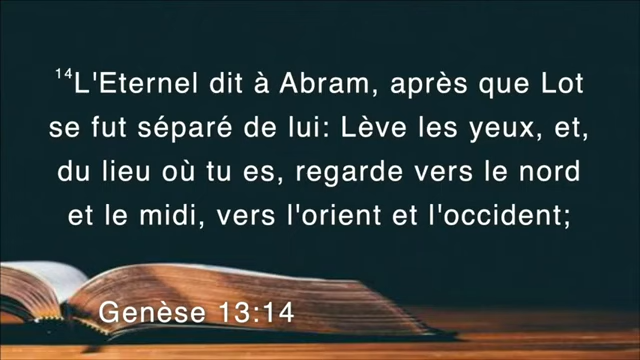 ¹⁴L'Eternel dit à Abram, après que Lot
se fut séparé de lui: Lève les yeux, et,
du lieu où tu es, regarde vers le nord
et le midi, vers l'orient et l'occident;
Genèse 13:14